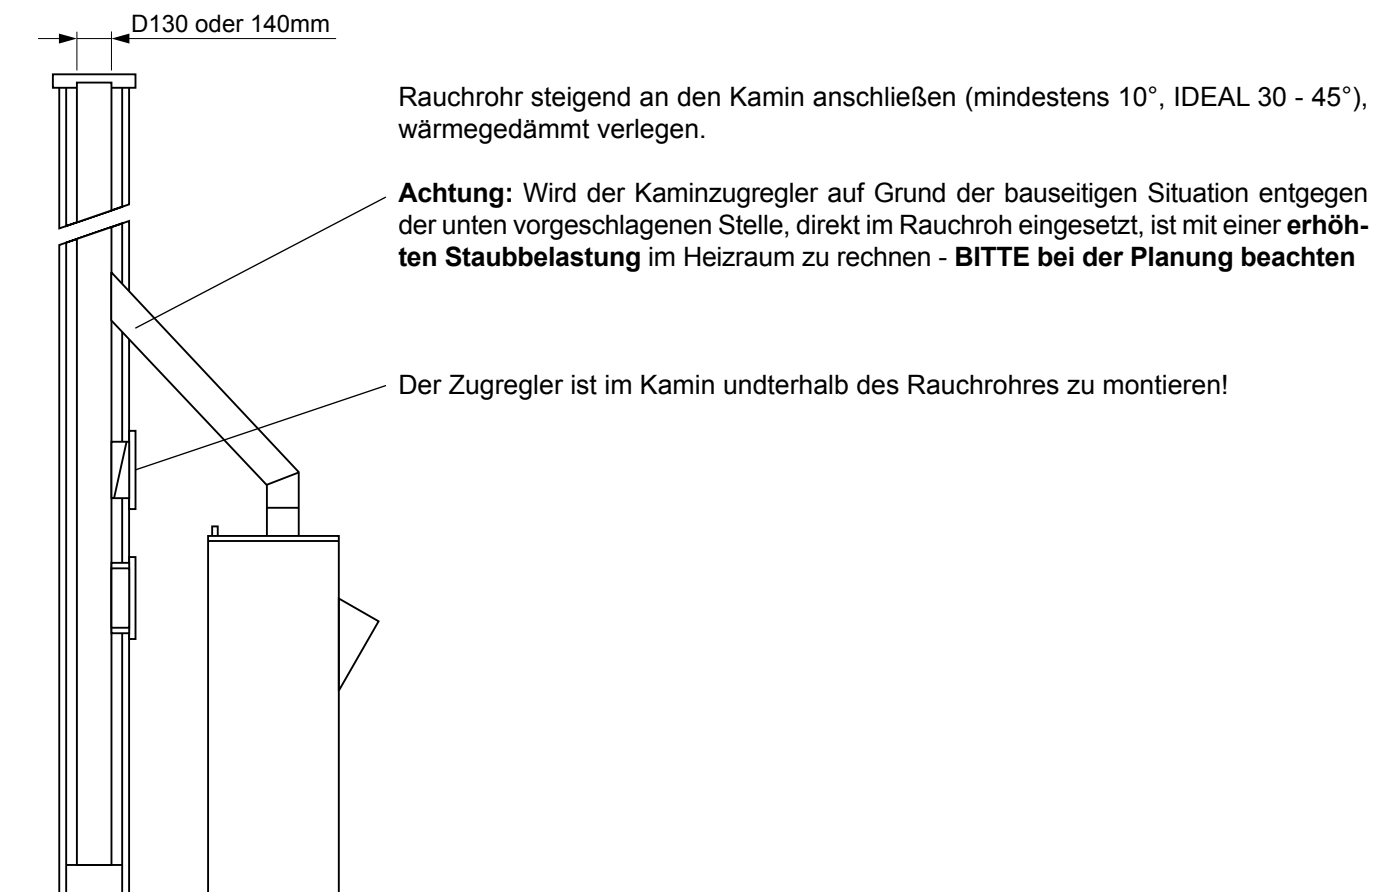 D130 oder 140mm
Rauchrohr steigend an den Kamin anschließen (mindestens 10°, IDEAL 30 - 45°),
wärmegedämmt verlegen.
Achtung: Wird der Kaminzugregler auf Grund der bauseitigen Situation entgegen
der unten vorgeschlagenen Stelle, direkt im Rauchroh eingesetzt, ist mit einer erhöh-
ten Staubbelastung im Heizraum zu rechnen - BITTE bei der Planung beachten
Der Zugregler ist im Kamin undterhalb des Rauchrohres zu montieren!